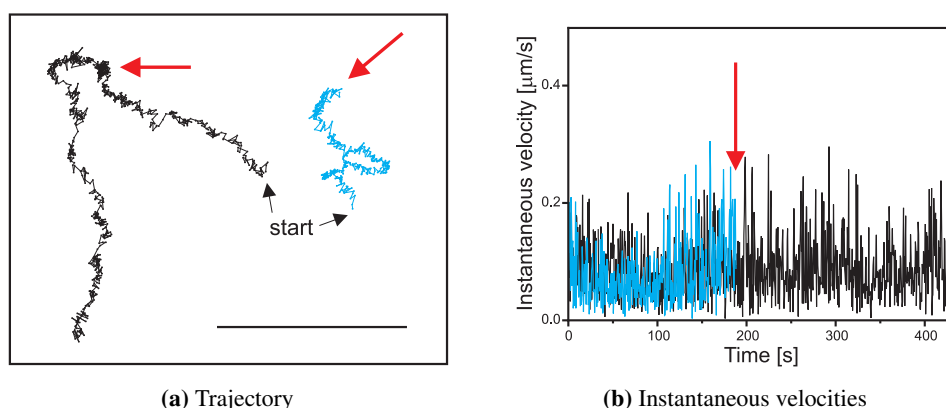 start
(a) Trajectory
Instantaneous velocity [μm/s]
0.4
0.2
0.0
0 100 200 300 400
Time [s]
(b) Instantaneous velocities